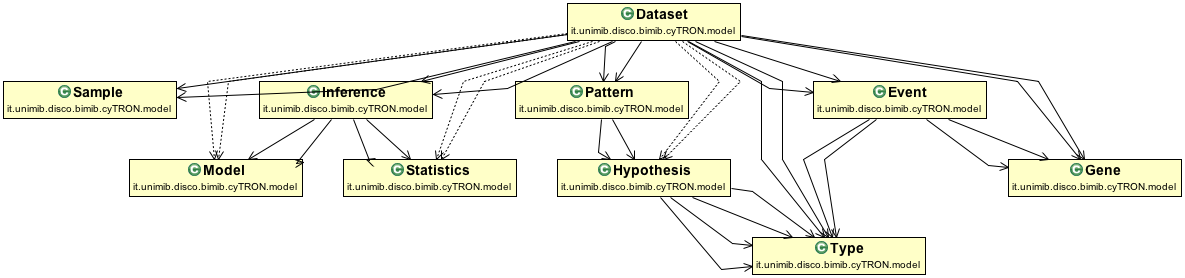 Dataset
it.unimib.disco.bimib.cyTRON.model
Sample
it.unimib.disco.bimib.cyTRON.model
Inference
it.unimib.disco.bimib.cyTRON.model
Pattern
it.unimib.disco.bimib.cyTRON.model
Event
it.unimib.disco.bimib.cyTRON.model
Model
it.unimib.disco.bimib.cyTRON.model
Statistics
it.unimib.disco.bimib.cyTRON.model
Hypothesis
it.unimib.disco.bimib.cyTRON.model
Gene
it.unimib.disco.bimib.cyTRON.model
Type
it.unimib.disco.bimib.cyTRON.model